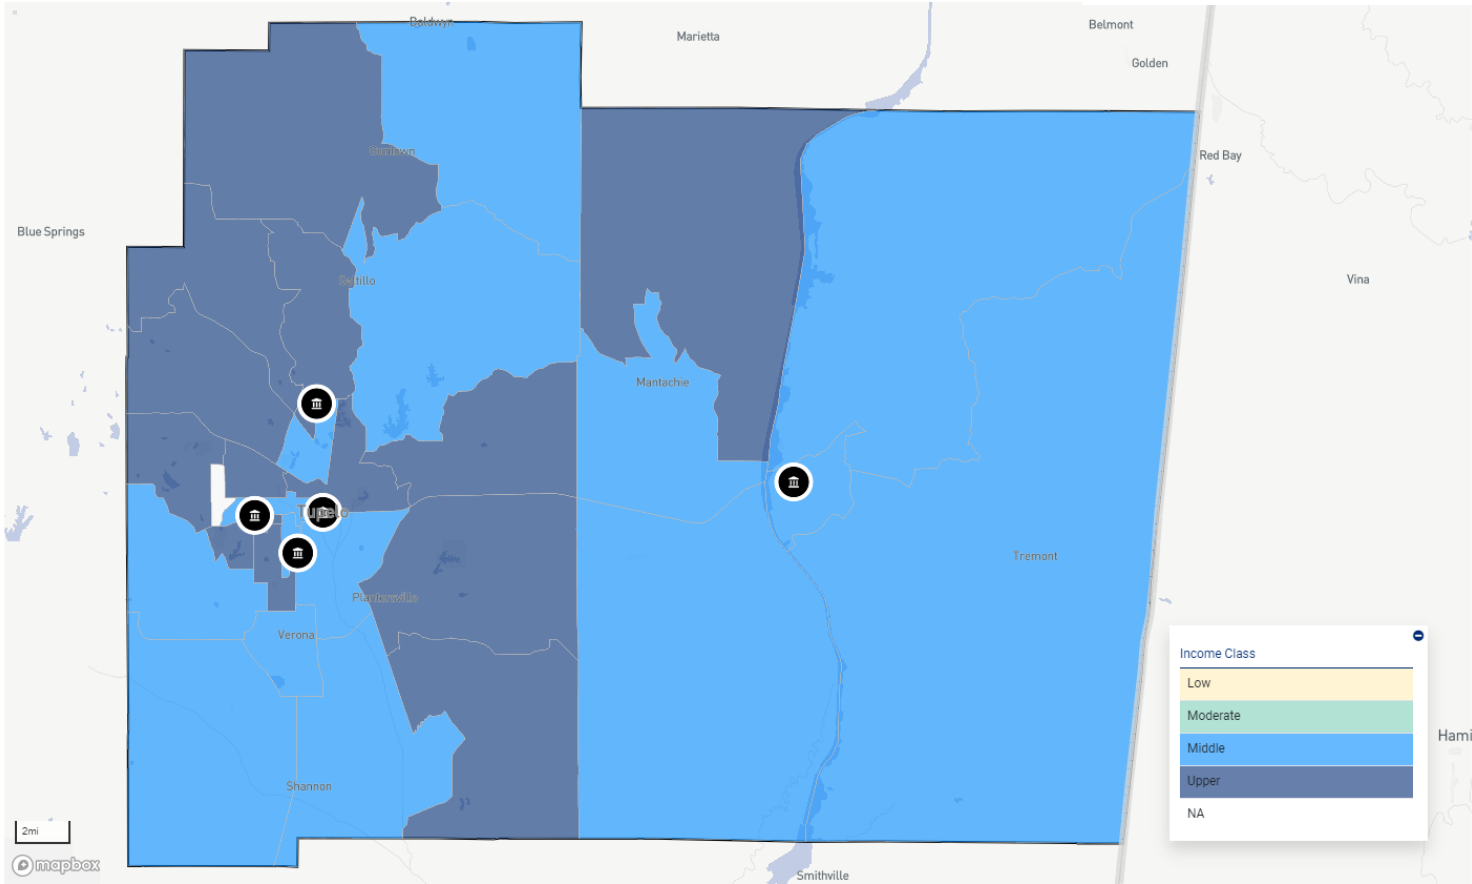 Baldwyn
Marietta
Belmont
Golden
Guntown
Red Bay
Blue Springs
Saltillo
Vina
Mantachie
Tupelo
Tremont
Plantersville
Verona
Shannon
Smithville
Hami
Income Class
Low
Moderate
Middle
Upper
NA
2mi
mapbox